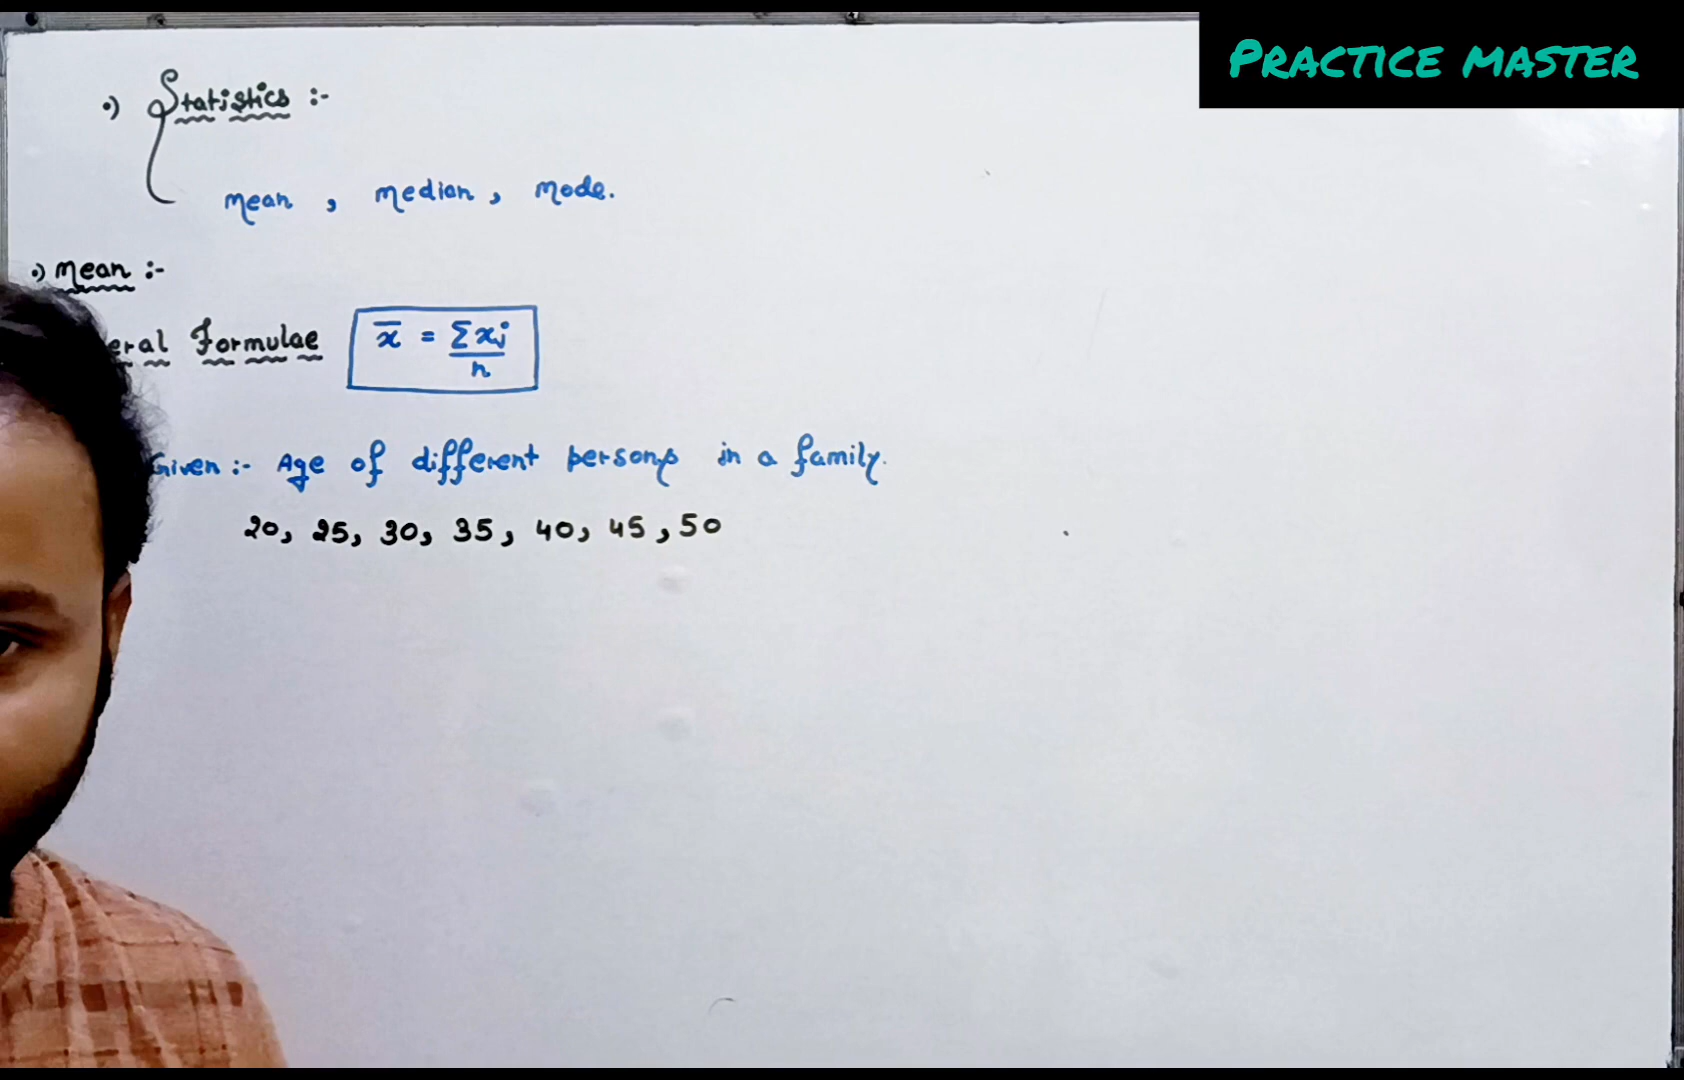 PRACTICE MASTER
•) Statistics :-
mean , median , mode.
•) mean :-
eral Formulae x̄ = Σxi / n
Given :- Age of different persons in a family.
20, 25, 30, 35, 40, 45, 50